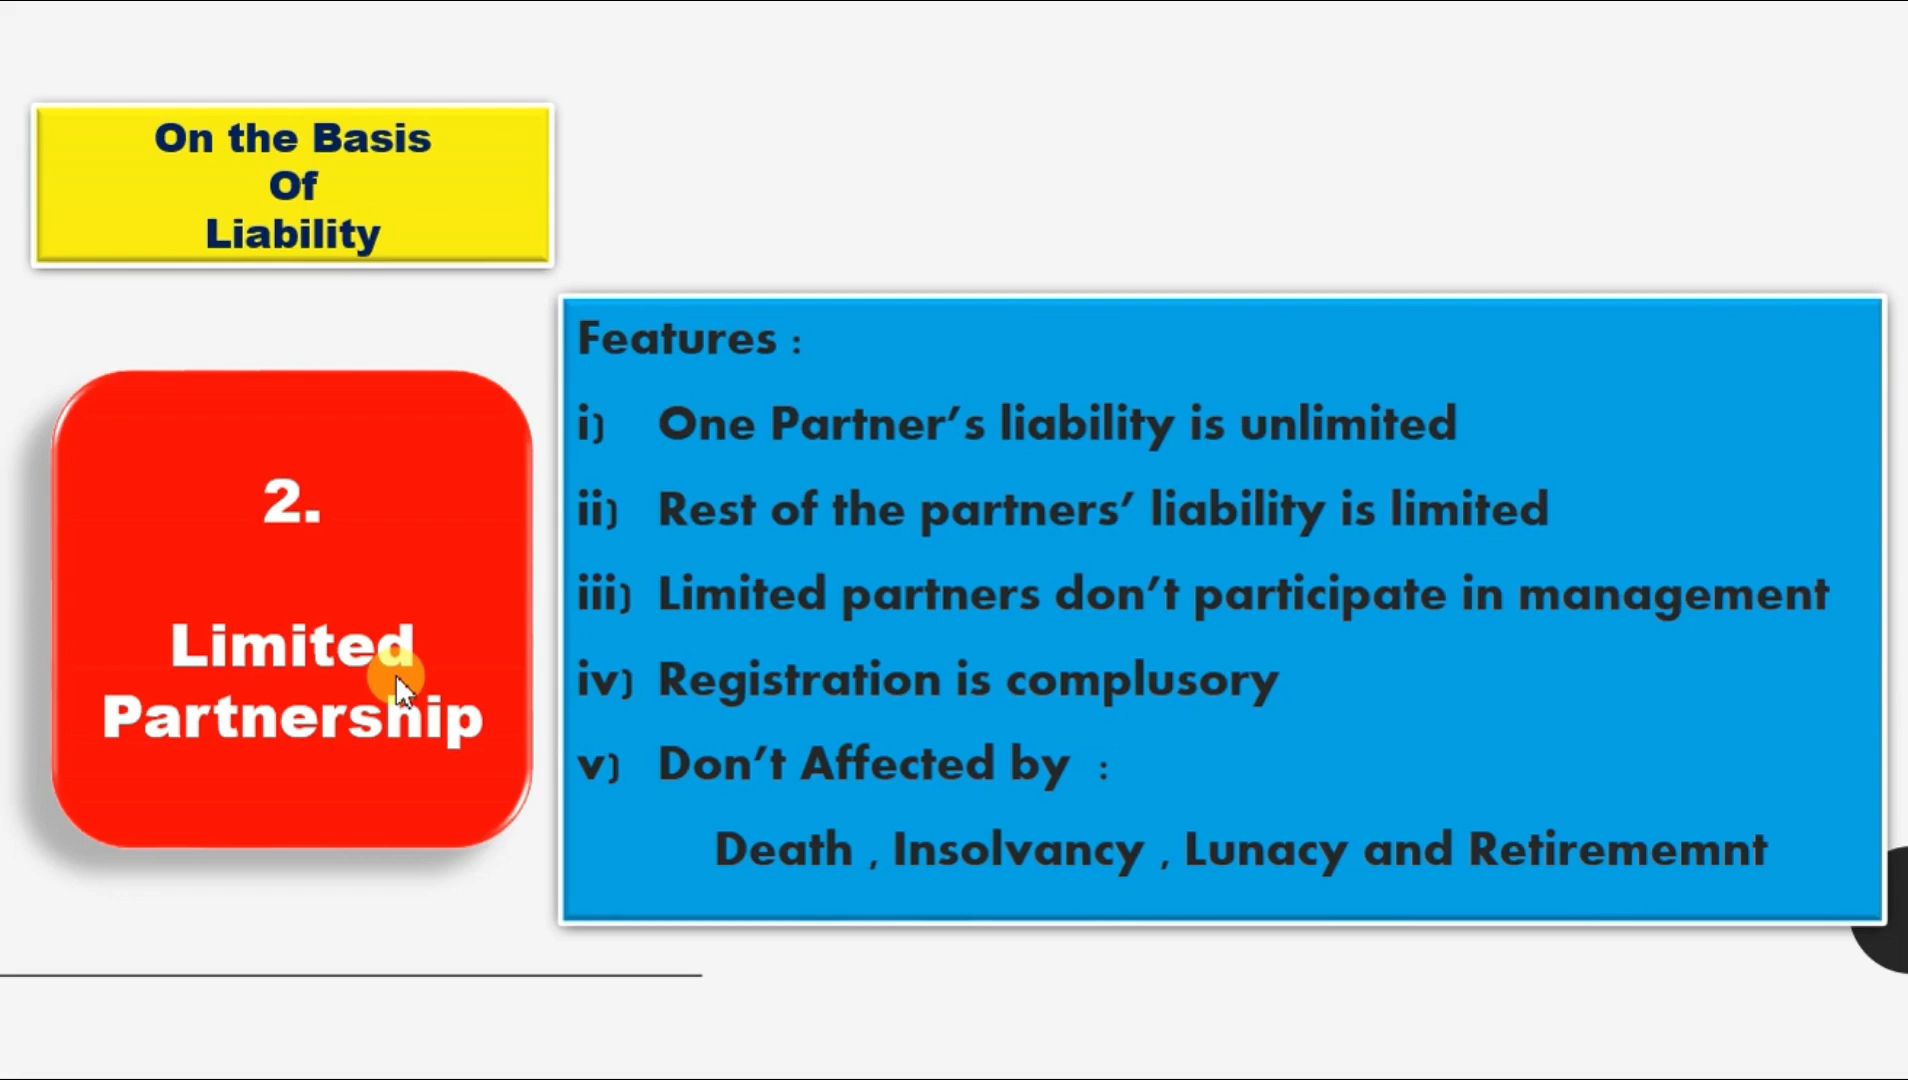 On the Basis
Of
Liability
2.
Limited
Partnership
Features :
i) One Partner’s liability is unlimited
ii) Rest of the partners’ liability is limited
iii) Limited partners don’t participate in management
iv) Registration is complusory
v) Don’t Affected by :
Death , Insolvancy , Lunacy and Retirememnt